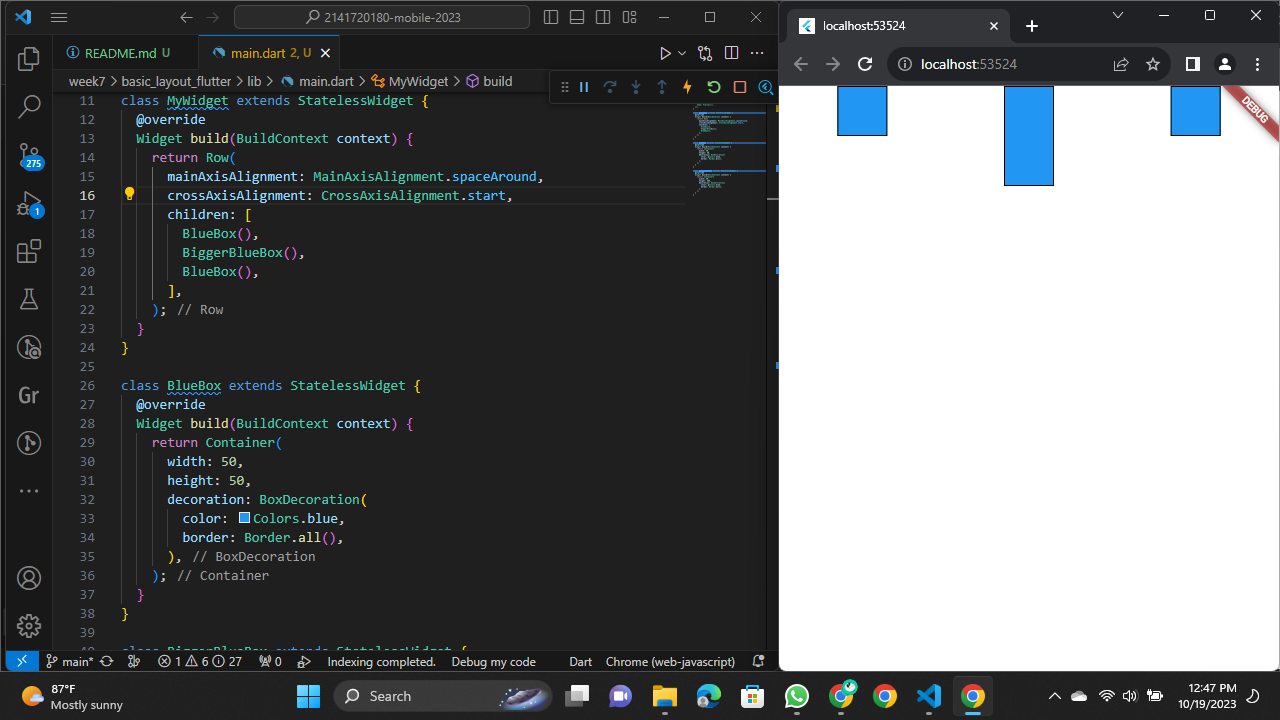 2141720180-mobile-2023
README.md U
main.dart 2, U
week7 > basic_layout_flutter > lib > main.dart > MyWidget > build
11 class MyWidget extends StatelessWidget {
12 @override
13 Widget build(BuildContext context) {
14 return Row(
15 mainAxisAlignment: MainAxisAlignment.spaceAround,
16 crossAxisAlignment: CrossAxisAlignment.start,
17 children: [
18 BlueBox(),
19 BiggerBlueBox(),
20 BlueBox(),
21 ],
22 ); // Row
23 }
24 }
25
26 class BlueBox extends StatelessWidget {
27 @override
28 Widget build(BuildContext context) {
29 return Container(
30 width: 50,
31 height: 50,
32 decoration: BoxDecoration(
33 color: Colors.blue,
34 border: Border.all(),
35 ), // BoxDecoration
36 ); // Container
37 }
38 }
39
40 class BiggerBlueBox extends StatelessWidget {
275
1
Gr
main*
1 6 27
0
Indexing completed.
Debug my code
Dart
Chrome (web-javascript)
localhost:53524
localhost:53524
DEBUG
87°F
Mostly sunny
Search
12:47 PM
10/19/2023